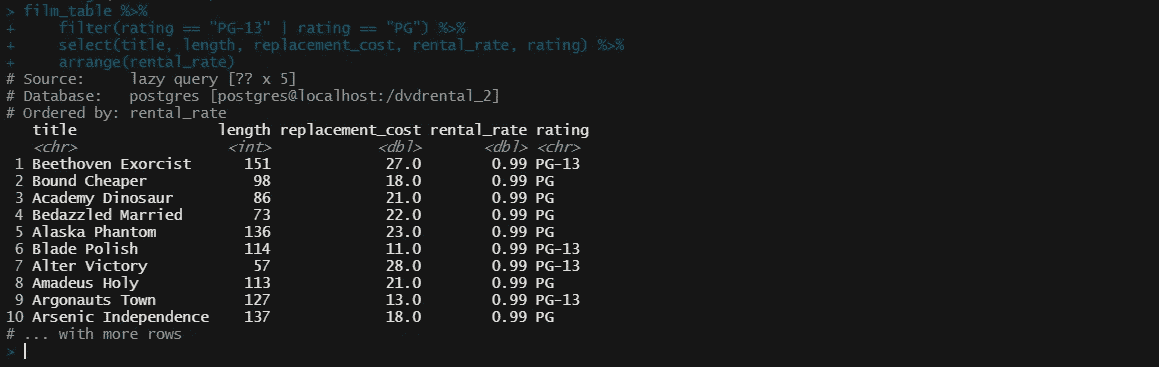 > film_table %>%
+     filter(rating == "PG-13" | rating == "PG") %>%
+     select(title, length, replacement_cost, rental_rate, rating) %>%
+     arrange(rental_rate)
# Source:     lazy query [?? x 5]
# Database:   postgres [postgres@localhost:/dvdrental_2]
# Ordered by: rental_rate
   title              length replacement_cost rental_rate rating
   <chr>               <int>            <dbl>       <dbl> <chr>
 1 Beethoven Exorcist    151             27.0        0.99 PG-13
 2 Bound Cheaper          98             18.0        0.99 PG
 3 Academy Dinosaur       86             21.0        0.99 PG
 4 Bedazzled Married      73             22.0        0.99 PG
 5 Alaska Phantom        136             23.0        0.99 PG
 6 Blade Polish          114             11.0        0.99 PG-13
 7 Alter Victory          57             28.0        0.99 PG-13
 8 Amadeus Holy          113             21.0        0.99 PG
 9 Argonauts Town        127             13.0        0.99 PG-13
10 Arsenic Independence  137             18.0        0.99 PG
# ... with more rows
>